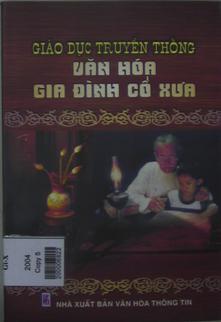 GIÁO DỤC TRUYỀN THỐNG
VĂN HÓA
GIA ĐÌNH CỔ XƯA
2004
Copy 5
NHÀ XUẤT BẢN VĂN HÓA THÔNG TIN